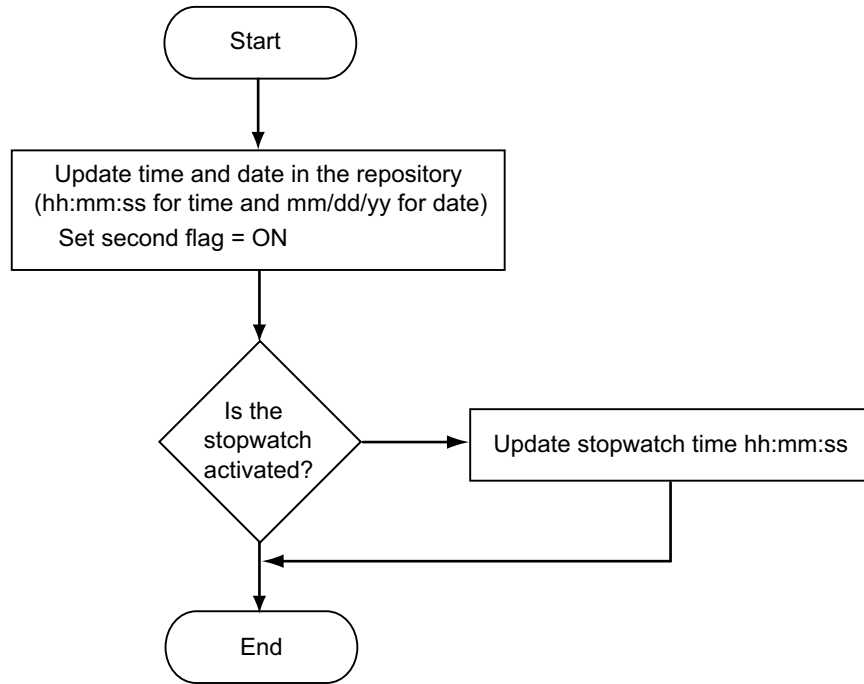 Start
Update time and date in the repository
(hh:mm:ss for time and mm/dd/yy for date)
Set second flag = ON
Is the
stopwatch
activated?
Update stopwatch time hh:mm:ss
End